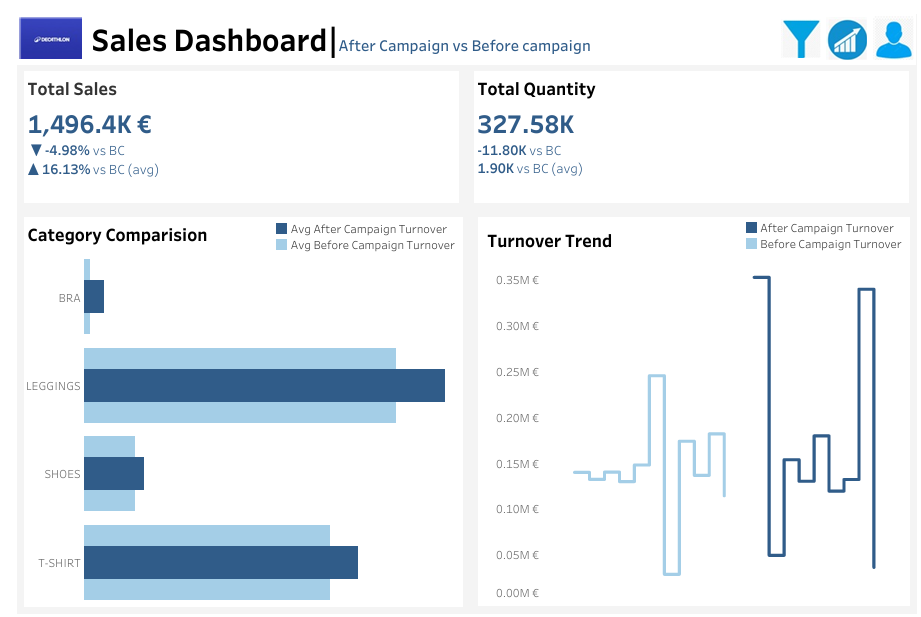 DECATHLON
Sales Dashboard|After Campaign vs Before campaign
Total Sales
1,496.4K €
▼ -4.98% vs BC
▲ 16.13% vs BC (avg)
Total Quantity
327.58K
-11.80K vs BC
1.90K vs BC (avg)
Category Comparision
Avg After Campaign Turnover
Avg Before Campaign Turnover
BRA
LEGGINGS
SHOES
T-SHIRT
Turnover Trend
After Campaign Turnover
Before Campaign Turnover
0.35M €
0.30M €
0.25M €
0.20M €
0.15M €
0.10M €
0.05M €
0.00M €